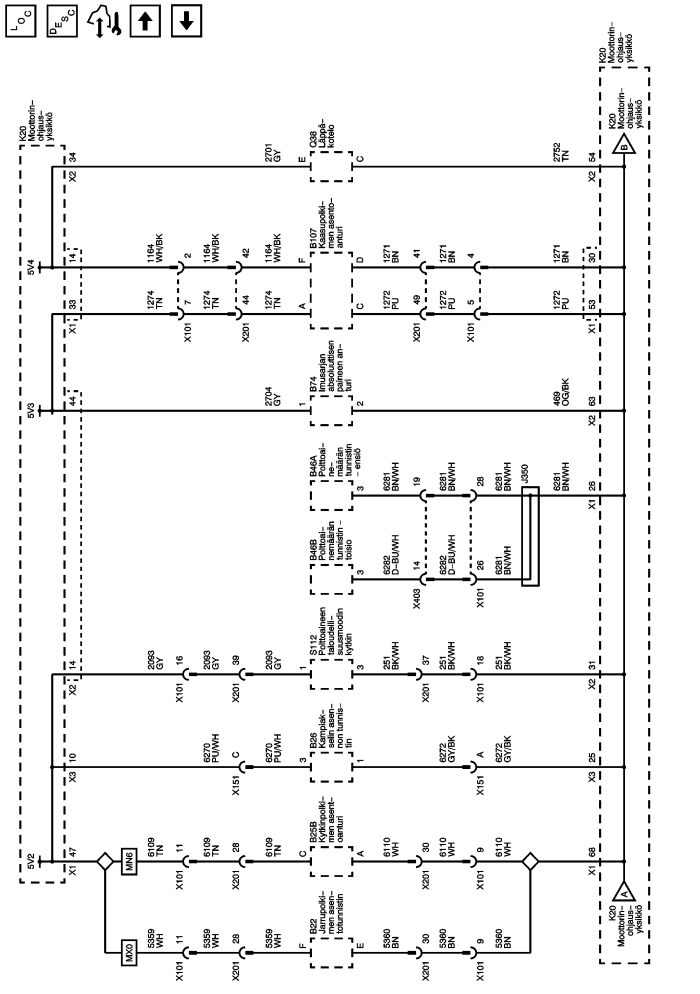 LOC
DESC
K20
Moottorin–
ohjaus–
yksikkö
5V2
5V3
5V4
MX0
5359
WH
X101
11
5359
WH
X201
28
5359
WH
F
B22
Jarrupolki–
men asen–
totunnistin
E
5360
BN
X201
30
5360
BN
X101
9
5360
BN
X1
47
MN6
6109
TN
X101
11
6109
TN
X201
28
6109
TN
C
B25B
Kytkinpolki–
men asent–
oanturi
A
6110
WH
X201
30
6110
WH
X101
9
6110
WH
X1
68
X3
10
6270
PU/WH
X151
C
6270
PU/WH
3
B26
Kampiak–
selin asen–
non tunnis–
tin
1
6272
GY/BK
X151
A
6272
GY/BK
X3
25
X2
14
2093
GY
X101
16
2093
GY
X201
39
2093
GY
1
S112
Polttoaineen
taloudelli–
suusmoodin
kytkin
3
251
BK/WH
X201
37
251
BK/WH
X101
18
251
BK/WH
X2
31
B46B
Polttoai–
nemäärän
tunnistin –
toisio
3
6282
D–BU/WH
X403
14
6282
D–BU/WH
X101
26
6281
BN/WH
B46A
Polttoai–
ne–
määrän
tunnistin
– ensiö
3
6281
BN/WH
19
6281
BN/WH
28
6281
BN/WH
J350
6281
BN/WH
X1
26
44
2704
GY
1
B74
Imusarjan
absoluuttisen
paineen an–
turi
2
469
OG/BK
X2
63
X1
33
1274
TN
X101
7
1274
TN
X201
44
1274
TN
A
C
1272
PU
X201
49
1272
PU
X101
5
1272
PU
X1
53
14
1164
WH/BK
2
1164
WH/BK
42
1164
WH/BK
F
B107
Kaasupolki–
men asento–
anturi
D
1271
BN
41
1271
BN
4
1271
BN
30
X2
34
2701
GY
E
Q38
Läppä–
kotelo
C
2752
TN
X2
54
K20
Moottorin–
ohjaus–
yksikkö
A
K20
Moottorin–
ohjaus–
yksikkö
B
K20
Moottorin–
ohjaus–
yksikkö